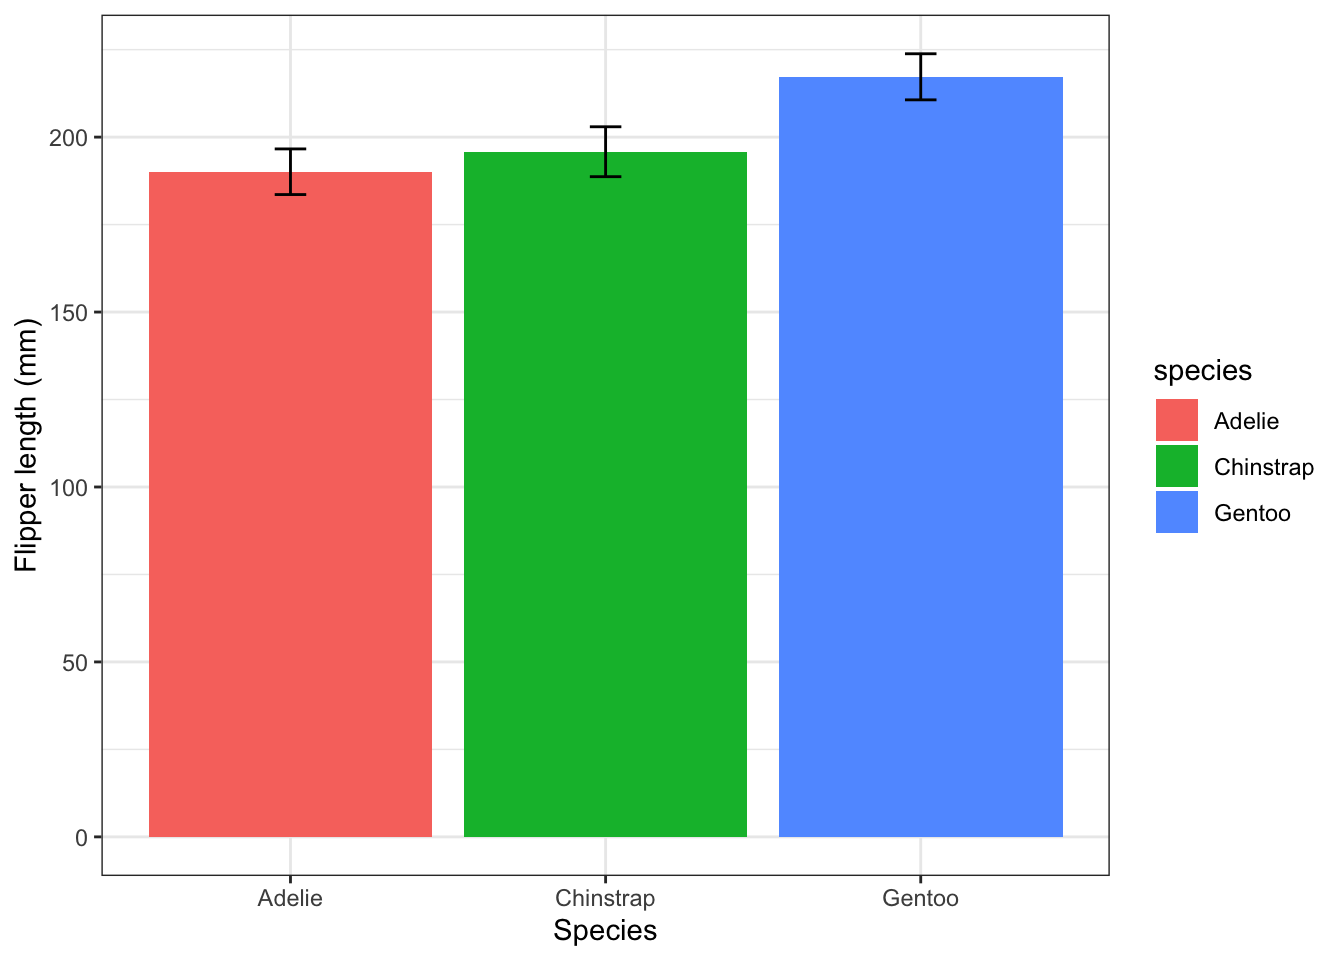 Flipper length (mm)
200
150
100
50
0
Adelie
Chinstrap
Gentoo
Species
species
Adelie
Chinstrap
Gentoo